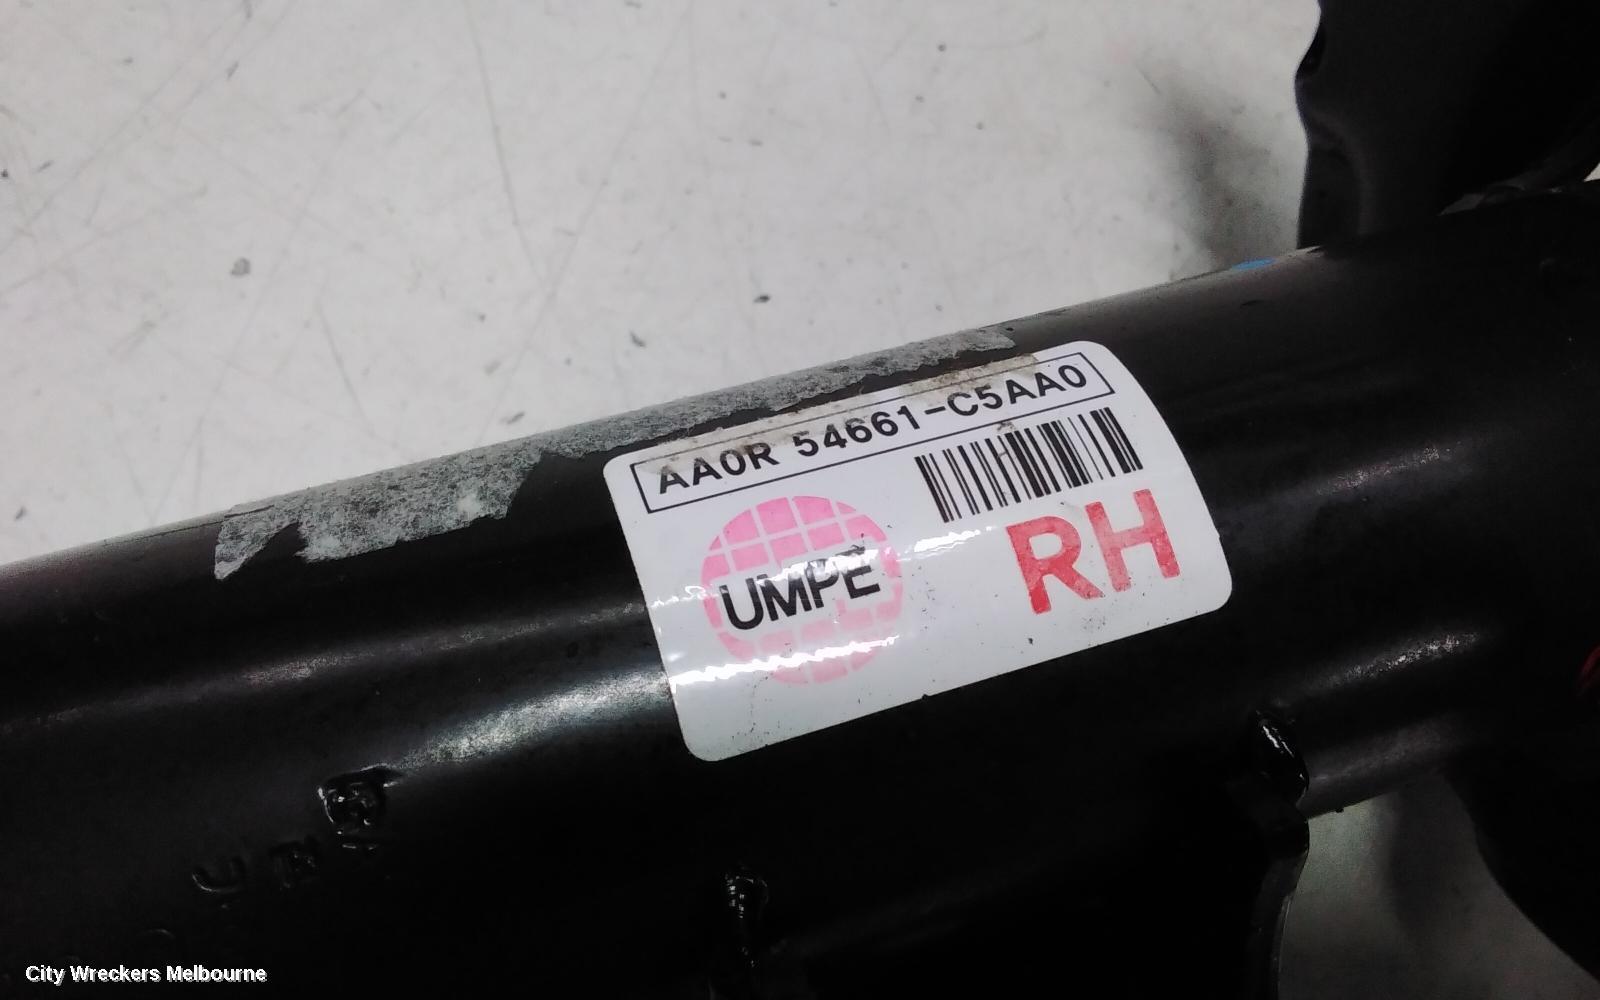 AA0R 54661-C5AA0
UMPE
RH
City Wreckers Melbourne